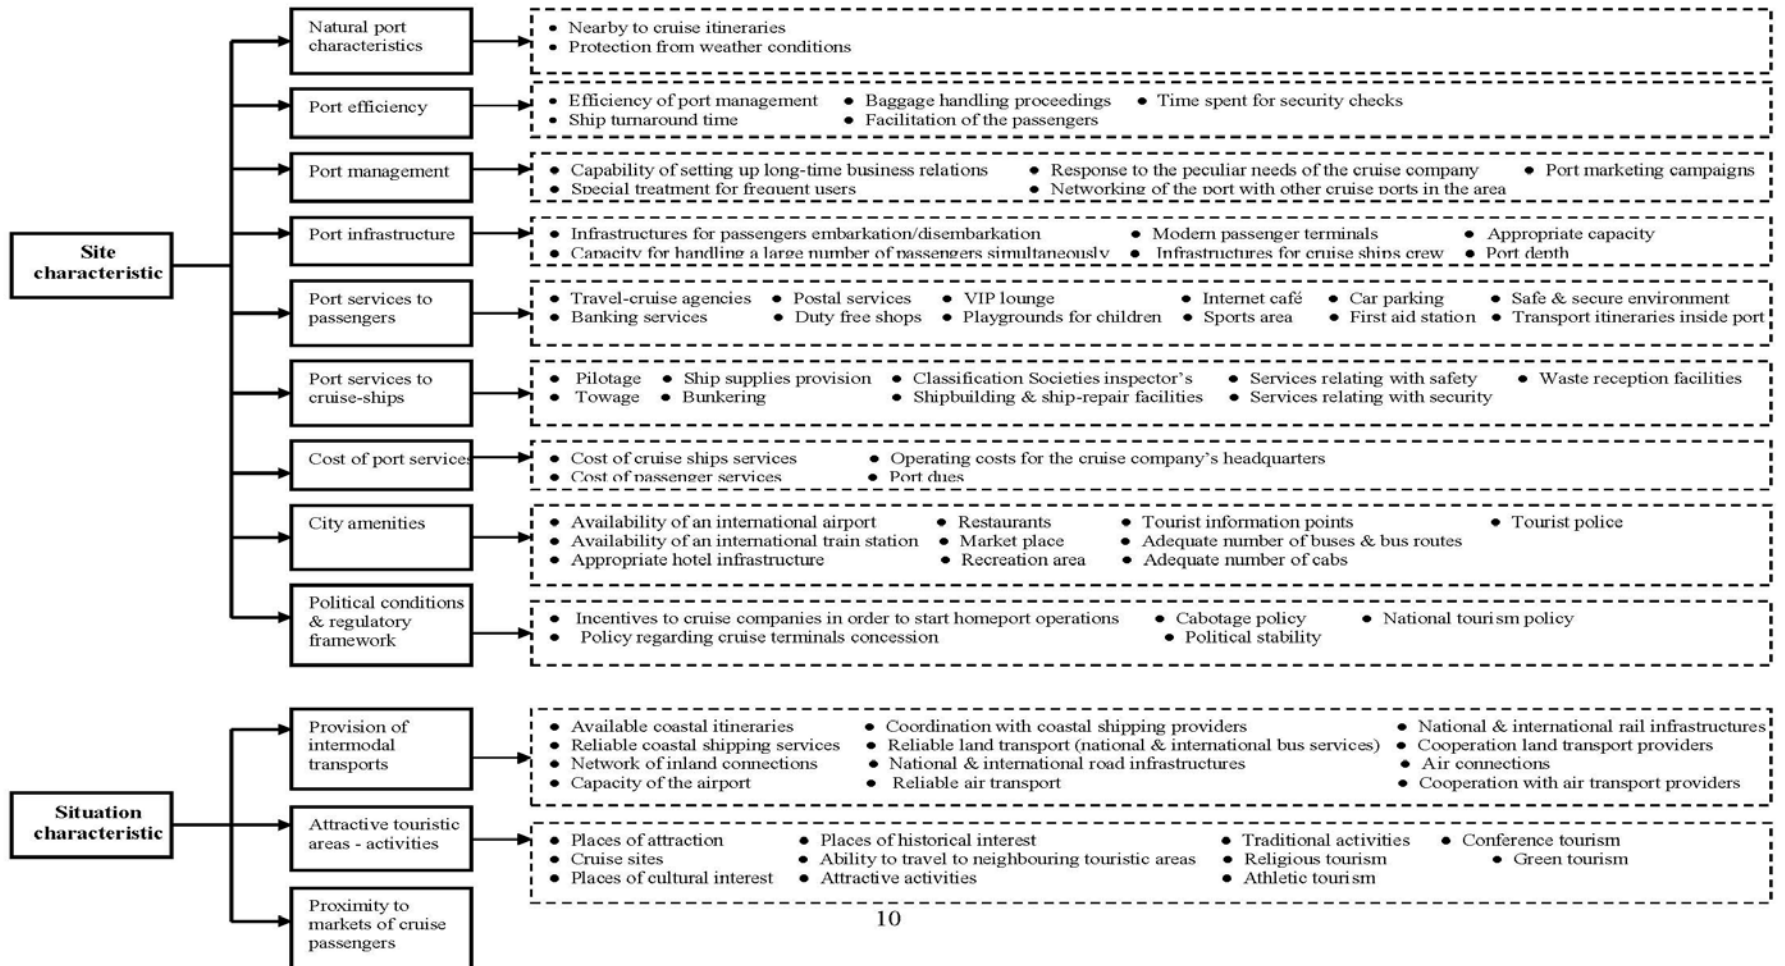 Natural port
characteristics
• Nearby to cruise itineraries
• Protection from weather conditions
Port efficiency
• Efficiency of port management • Baggage handling proceedings • Time spent for security checks
• Ship turnaround time • Facilitation of the passengers
Port management
• Capability of setting up long-time business relations • Response to the peculiar needs of the cruise company • Port marketing campaigns
• Special treatment for frequent users • Networking of the port with other cruise ports in the area
Site
characteristic
Port infrastructure
• Infrastructures for passengers embarkation/disembarkation • Modern passenger terminals • Appropriate capacity
• Capacity for handling a large number of passengers simultaneously • Infrastructures for cruise ships crew • Port depth
Port services to
passengers
• Travel-cruise agencies • Postal services • VIP lounge • Internet café • Car parking • Safe & secure environment
• Banking services • Duty free shops • Playgrounds for children • Sports area • First aid station • Transport itineraries inside port
Port services to
cruise-ships
• Pilotage • Ship supplies provision • Classification Societies inspector's • Services relating with safety • Waste reception facilities
• Towage • Bunkering • Shipbuilding & ship-repair facilities • Services relating with security
Cost of port services
• Cost of cruise ships services • Operating costs for the cruise company's headquarters
• Cost of passenger services • Port dues
City amenities
• Availability of an international airport • Restaurants • Tourist information points • Tourist police
• Availability of an international train station • Market place • Adequate number of buses & bus routes
• Appropriate hotel infrastructure • Recreation area • Adequate number of cabs
Political conditions
& regulatory
framework
• Incentives to cruise companies in order to start homeport operations • Cabotage policy • National tourism policy
• Policy regarding cruise terminals concession • Political stability
Situation
characteristic
Provision of
intermodal
transports
• Available coastal itineraries • Coordination with coastal shipping providers • National & international rail infrastructures
• Reliable coastal shipping services • Reliable land transport (national & international bus services) • Cooperation land transport providers
• Network of inland connections • National & international road infrastructures • Air connections
• Capacity of the airport • Reliable air transport • Cooperation with air transport providers
Attractive touristic
areas - activities
• Places of attraction • Places of historical interest • Traditional activities • Conference tourism
• Cruise sites • Ability to travel to neighbouring touristic areas • Religious tourism • Green tourism
• Places of cultural interest • Attractive activities • Athletic tourism
Proximity to
markets of cruise
passengers
10